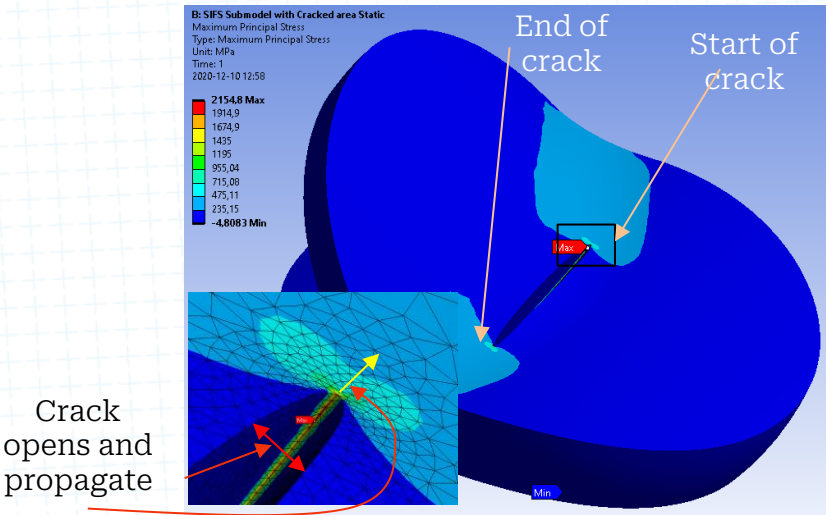 B: SIFS Submodel with Cracked area Static
Maximum Principal Stress
Type: Maximum Principal Stress
Unit: MPa
Time: 1
2020-12-10 12:58
2154,8 Max
1914,9
1674,9
1435
1195
955,04
715,08
475,11
235,15
-4,8083 Min
End of
crack
Start of
crack
Max
Max
Crack
opens and
propagate
Min